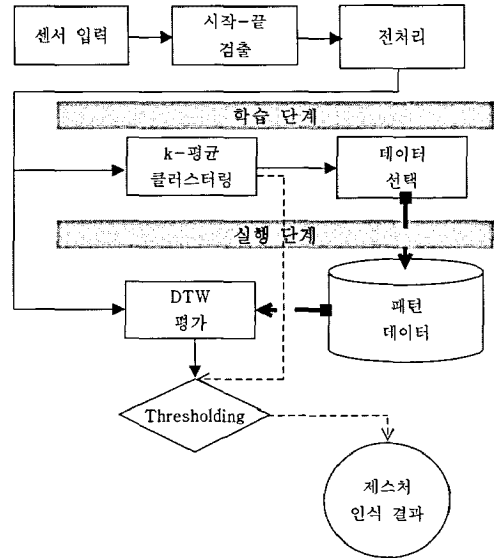 센서 입력
시작-끝
검출
전처리
학습 단계
k-평균
클러스터링
데이터
선택
실행 단계
DTW
평가
패턴
데이터
Thresholding
제스처
인식 결과